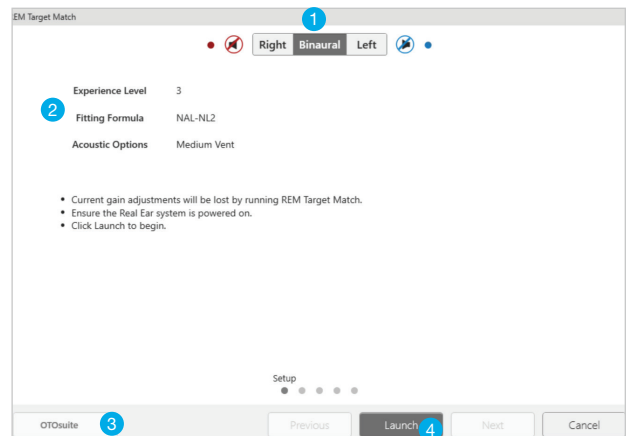 EM Target Match
1
Right Binaural Left
Experience Level 3
2
Fitting Formula NAL-NL2
Acoustic Options Medium Vent
• Current gain adjustments will be lost by running REM Target Match.
• Ensure the Real Ear system is powered on.
• Click Launch to begin.
Setup
OTOsuite 3 Previous Launch 4 Next Cancel